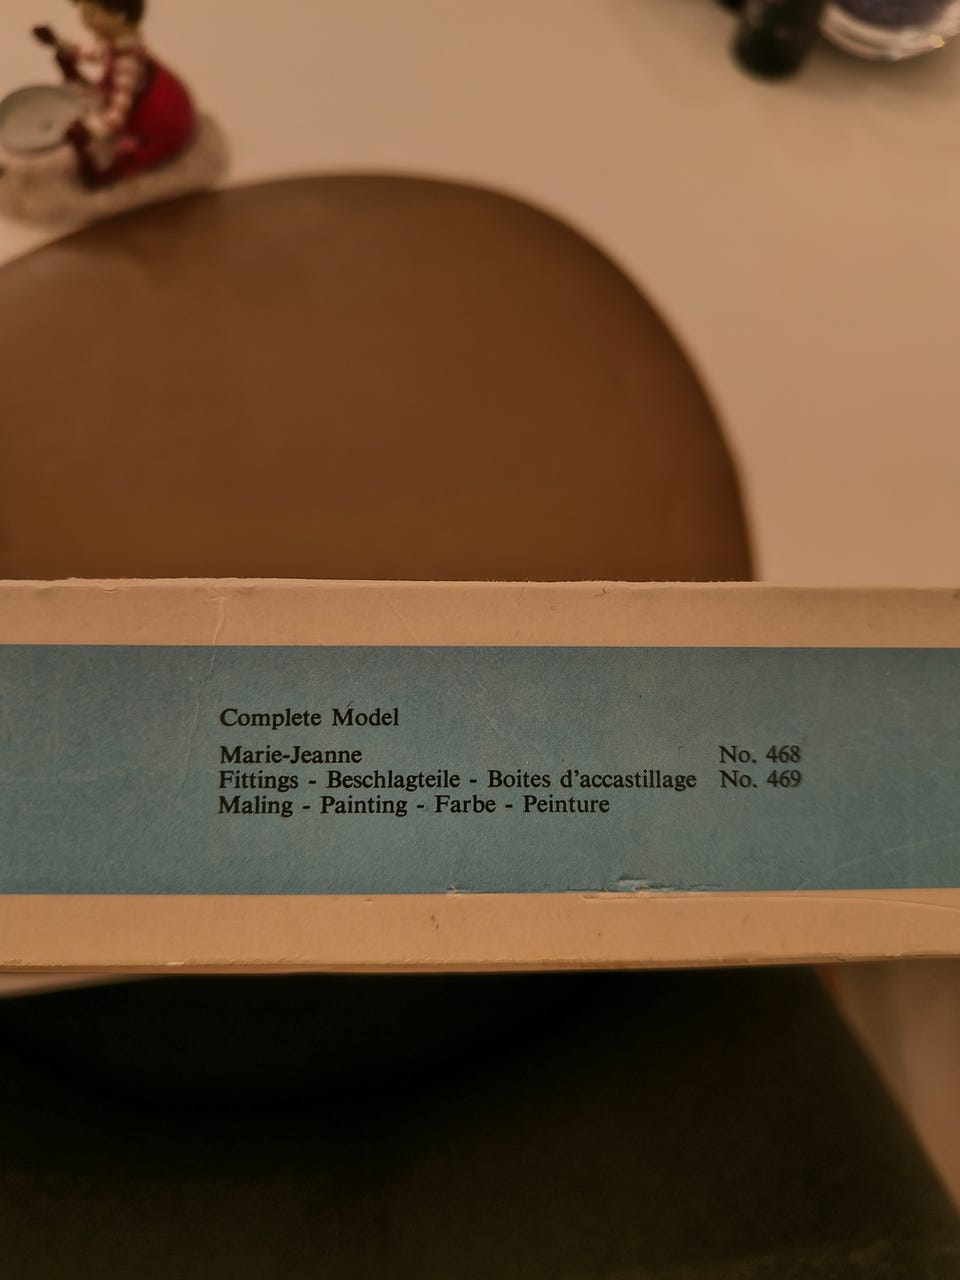 Complete Model
Marie-Jeanne No. 468
Fittings - Beschlagteile - Boites d'accastillage No. 469
Maling - Painting - Farbe - Peinture